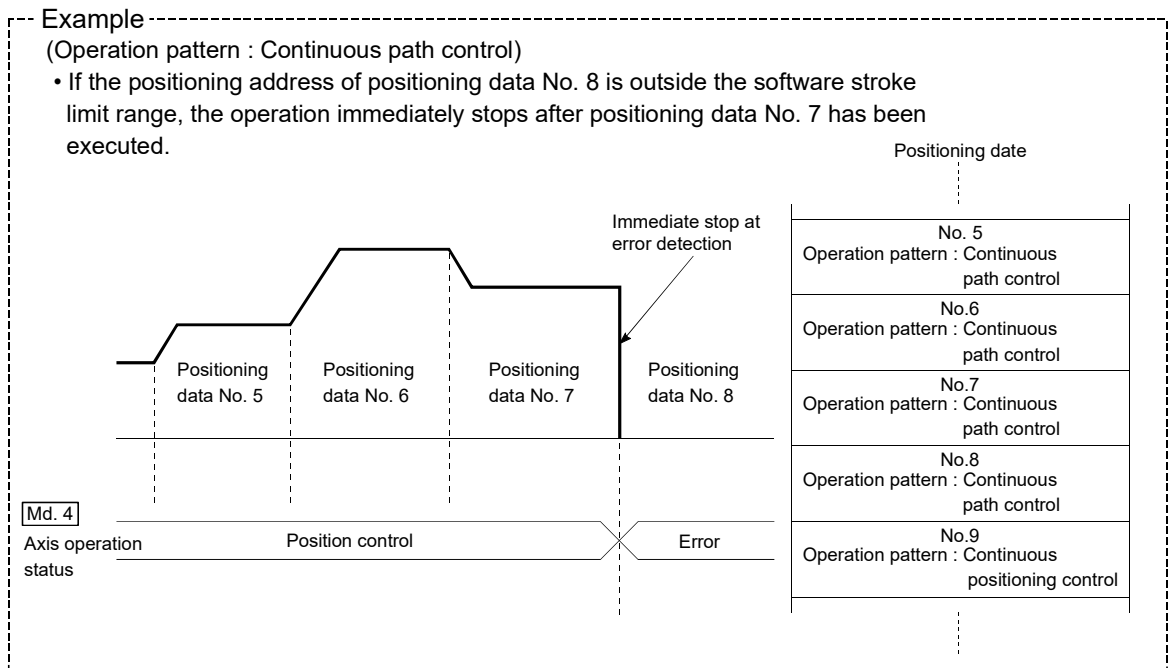 Example
(Operation pattern : Continuous path control)
• If the positioning address of positioning data No. 8 is outside the software stroke
limit range, the operation immediately stops after positioning data No. 7 has been
executed.
Positioning date
Immediate stop at
error detection
Positioning
data No. 5
Positioning
data No. 6
Positioning
data No. 7
Positioning
data No. 8
Md. 4
Axis operation
status
Position control
Error
No. 5
Operation pattern : Continuous
path control
No.6
Operation pattern : Continuous
path control
No.7
Operation pattern : Continuous
path control
No.8
Operation pattern : Continuous
path control
No.9
Operation pattern : Continuous
positioning control